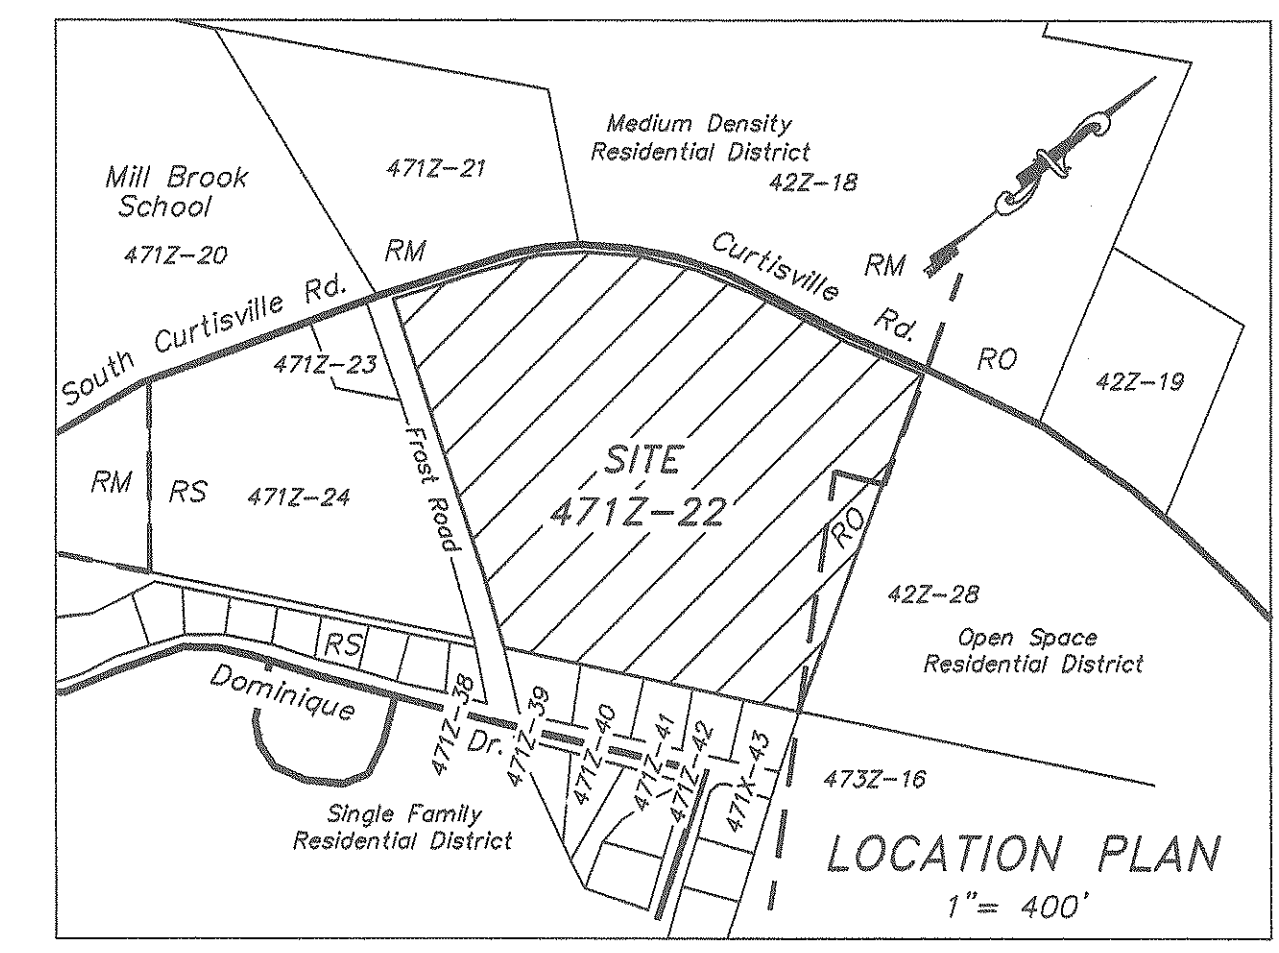 Medium Density
Residential District
42Z-18
471Z-21
Mill Brook
School
471Z-20
RM
Curtisville
Rd.
RM
RO
South Curtisville Rd.
471Z-23
42Z-19
SITE
471Z-22
RM
RS
471Z-24
Frost Road
RO
42Z-28
Open Space
Residential District
RS
Dominique
Dr.
471Z-38
471Z-39
471Z-40
471Z-41
471Z-42
471X-43
473Z-16
Single Family
Residential District
LOCATION PLAN
1"= 400'